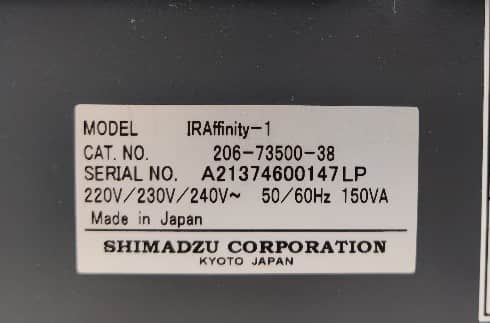 MODEL IRAffinity-1
CAT. NO. 206-73500-38
SERIAL NO. A21374600147LP
220V/230V/240V~ 50/60Hz 150VA
Made in Japan
SHIMADZU CORPORATION
KYOTO JAPAN